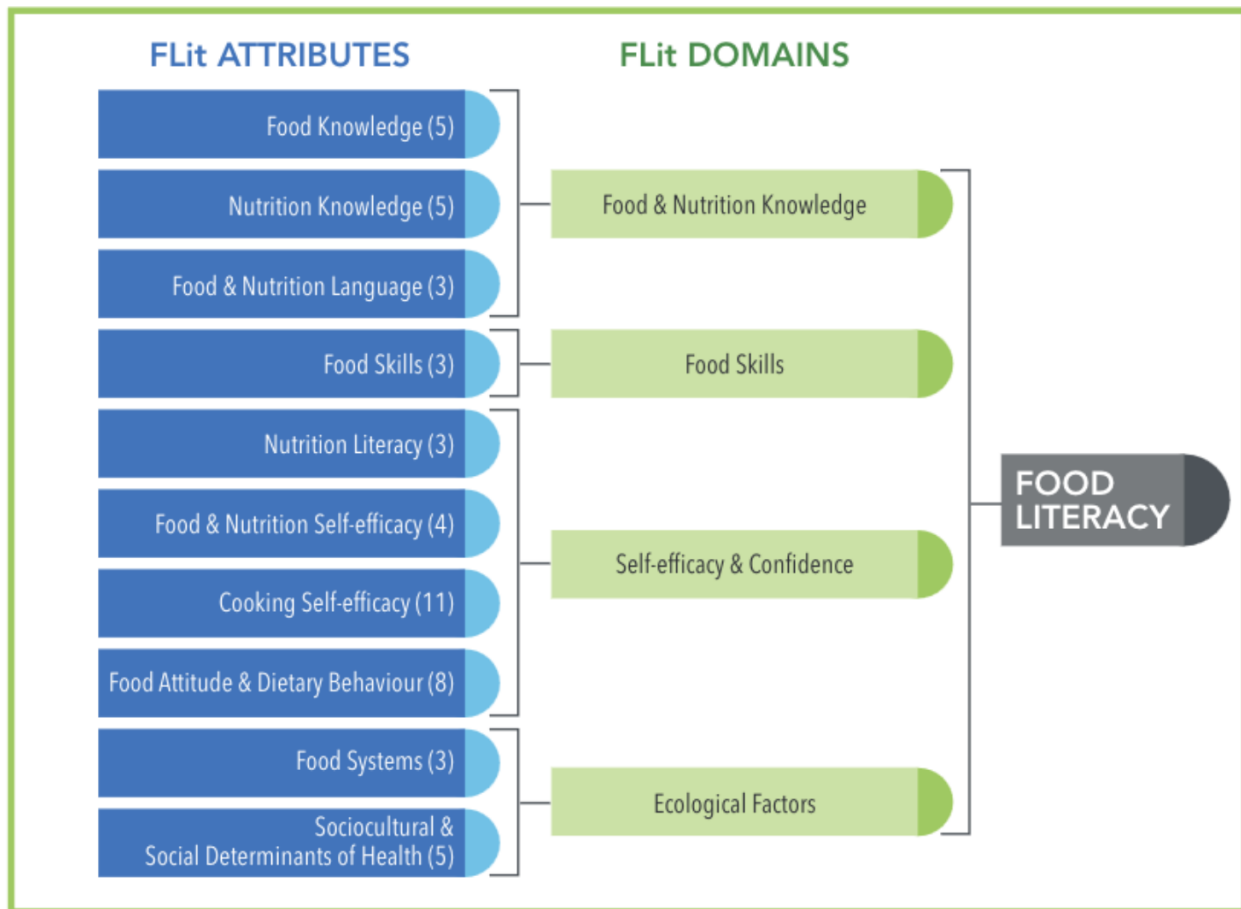 FLit ATTRIBUTES
FLit DOMAINS
Food Knowledge (5)
Nutrition Knowledge (5)
Food & Nutrition Language (3)
Food Skills (3)
Nutrition Literacy (3)
Food & Nutrition Self-efficacy (4)
Cooking Self-efficacy (11)
Food Attitude & Dietary Behaviour (8)
Food Systems (3)
Sociocultural &
Social Determinants of Health (5)
Food & Nutrition Knowledge
Food Skills
Self-efficacy & Confidence
Ecological Factors
FOOD
LITERACY